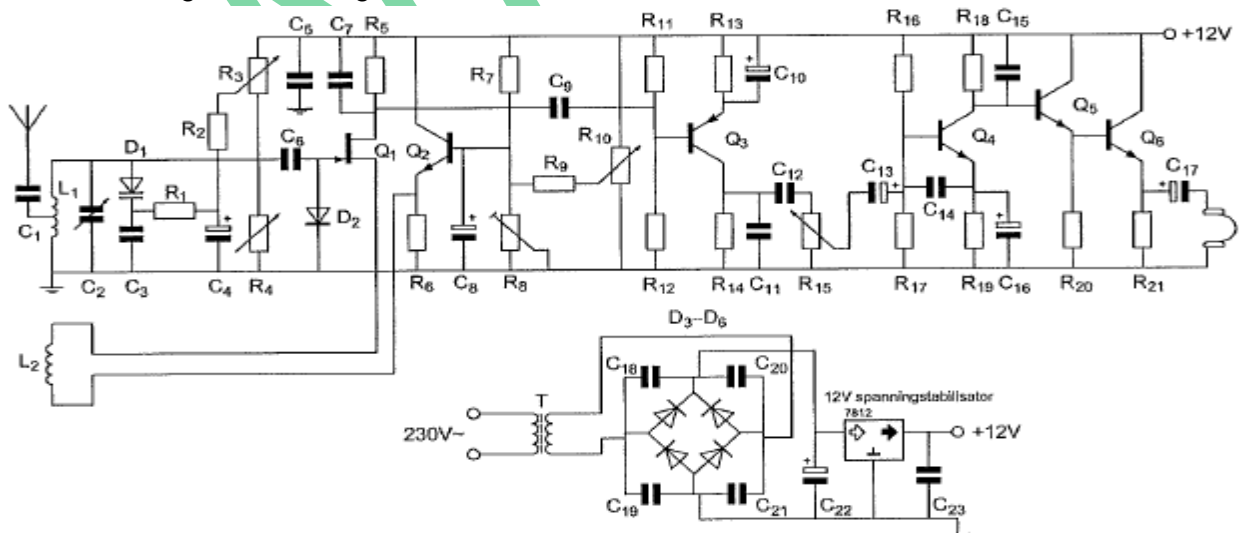 C5 C7 R5 R11 R13 R16 R18 C15
+12V
R3 R7 + C10
C9
R2 C6 R10 Q5
D1 Q1 Q2 Q3 Q4 Q6
L1 R1 R9 C12 C13 + C17
+ D2 + C14 +
C1
C2 C3 C4 R4 R6 C8 R8 R12 R14 C11 R15 R17 R19 C16 R20 R21
D3--D6
L2
C18 C20
12V spanningstabilisator
T 7812
230V~ +12V
+
C19 C21 C22 C23